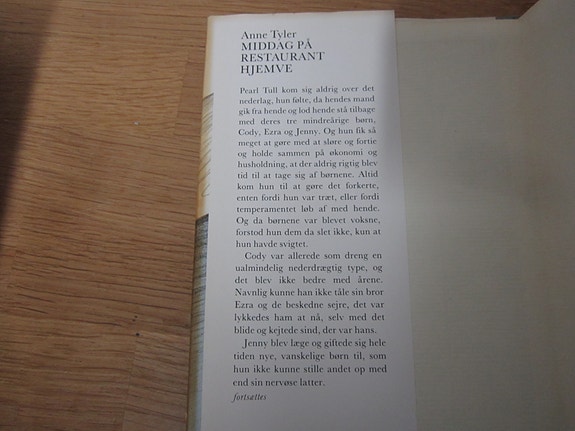 Anne Tyler
MIDDAG PÅ
RESTAURANT
HJEMVE
Pearl Tull kom sig aldrig over det
nederlag, hun følte, da hendes mand
gik fra hende og lod hende stå tilbage
med deres tre mindreårige børn,
Cody, Ezra og Jenny. Og hun fik så
meget at gøre med at sløre og fortie
og holde sammen på økonomi og
husholdning, at der aldrig rigtig blev
tid til at tage sig af børnene. Altid
kom hun til at gøre det forkerte,
enten fordi hun var træt, eller fordi
temperamentet løb af med hende.
Og da børnene var blevet voksne,
forstod hun dem da slet ikke, kun at
hun havde svigtet.
Cody var allerede som dreng en
ualmindelig nederdrægtig type, og
det blev ikke bedre med årene.
Navnlig kunne han ikke tåle sin bror
Ezra og de beskedne sejre, det var
lykkedes ham at nå, selv med det
blide og kejtede sind, der var hans.
Jenny blev læge og giftede sig hele
tiden nye, vanskelige børn til, som
hun ikke kunne stille andet op med
end sin nervøse latter.
fortsættes